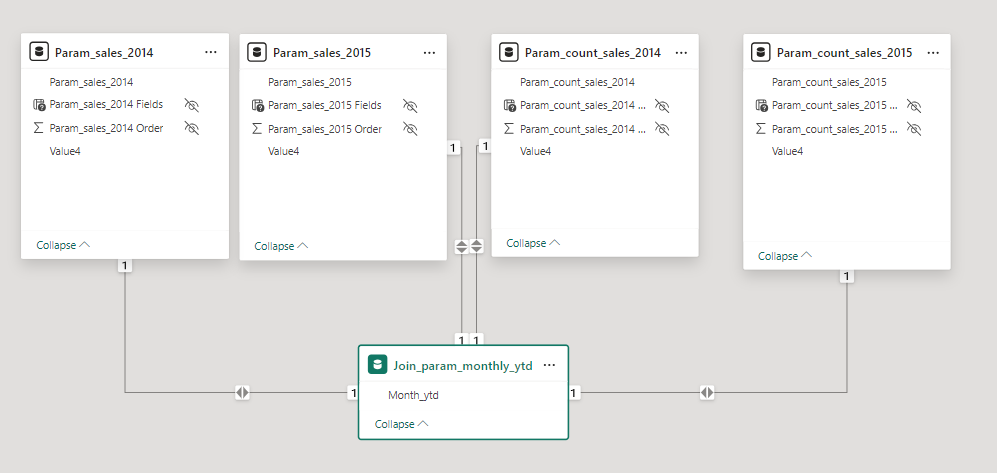 Param_sales_2014 ...
Param_sales_2014
Param_sales_2014 Fields
Param_sales_2014 Order
Value4
Collapse
1
Param_sales_2015 ...
Param_sales_2015
Param_sales_2015 Fields
Param_sales_2015 Order
Value4
Collapse
1
Param_count_sales_2014 ...
Param_count_sales_2014
Param_count_sales_2014 ...
Param_count_sales_2014 ...
Value4
Collapse
1
Param_count_sales_2015 ...
Param_count_sales_2015
Param_count_sales_2015 ...
Param_count_sales_2015 ...
Value4
Collapse
1
1 1
Join_param_monthly_ytd ...
1 Month_ytd 1
Collapse